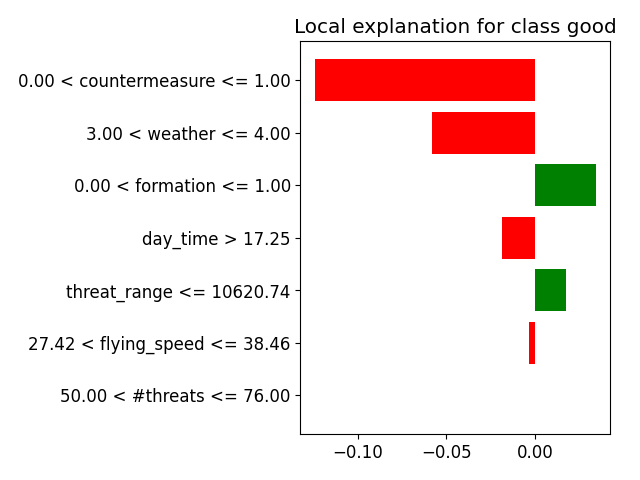 Local explanation for class good
0.00 < countermeasure <= 1.00
3.00 < weather <= 4.00
0.00 < formation <= 1.00
day_time > 17.25
threat_range <= 10620.74
27.42 < flying_speed <= 38.46
50.00 < #threats <= 76.00
−0.10 −0.05 0.00